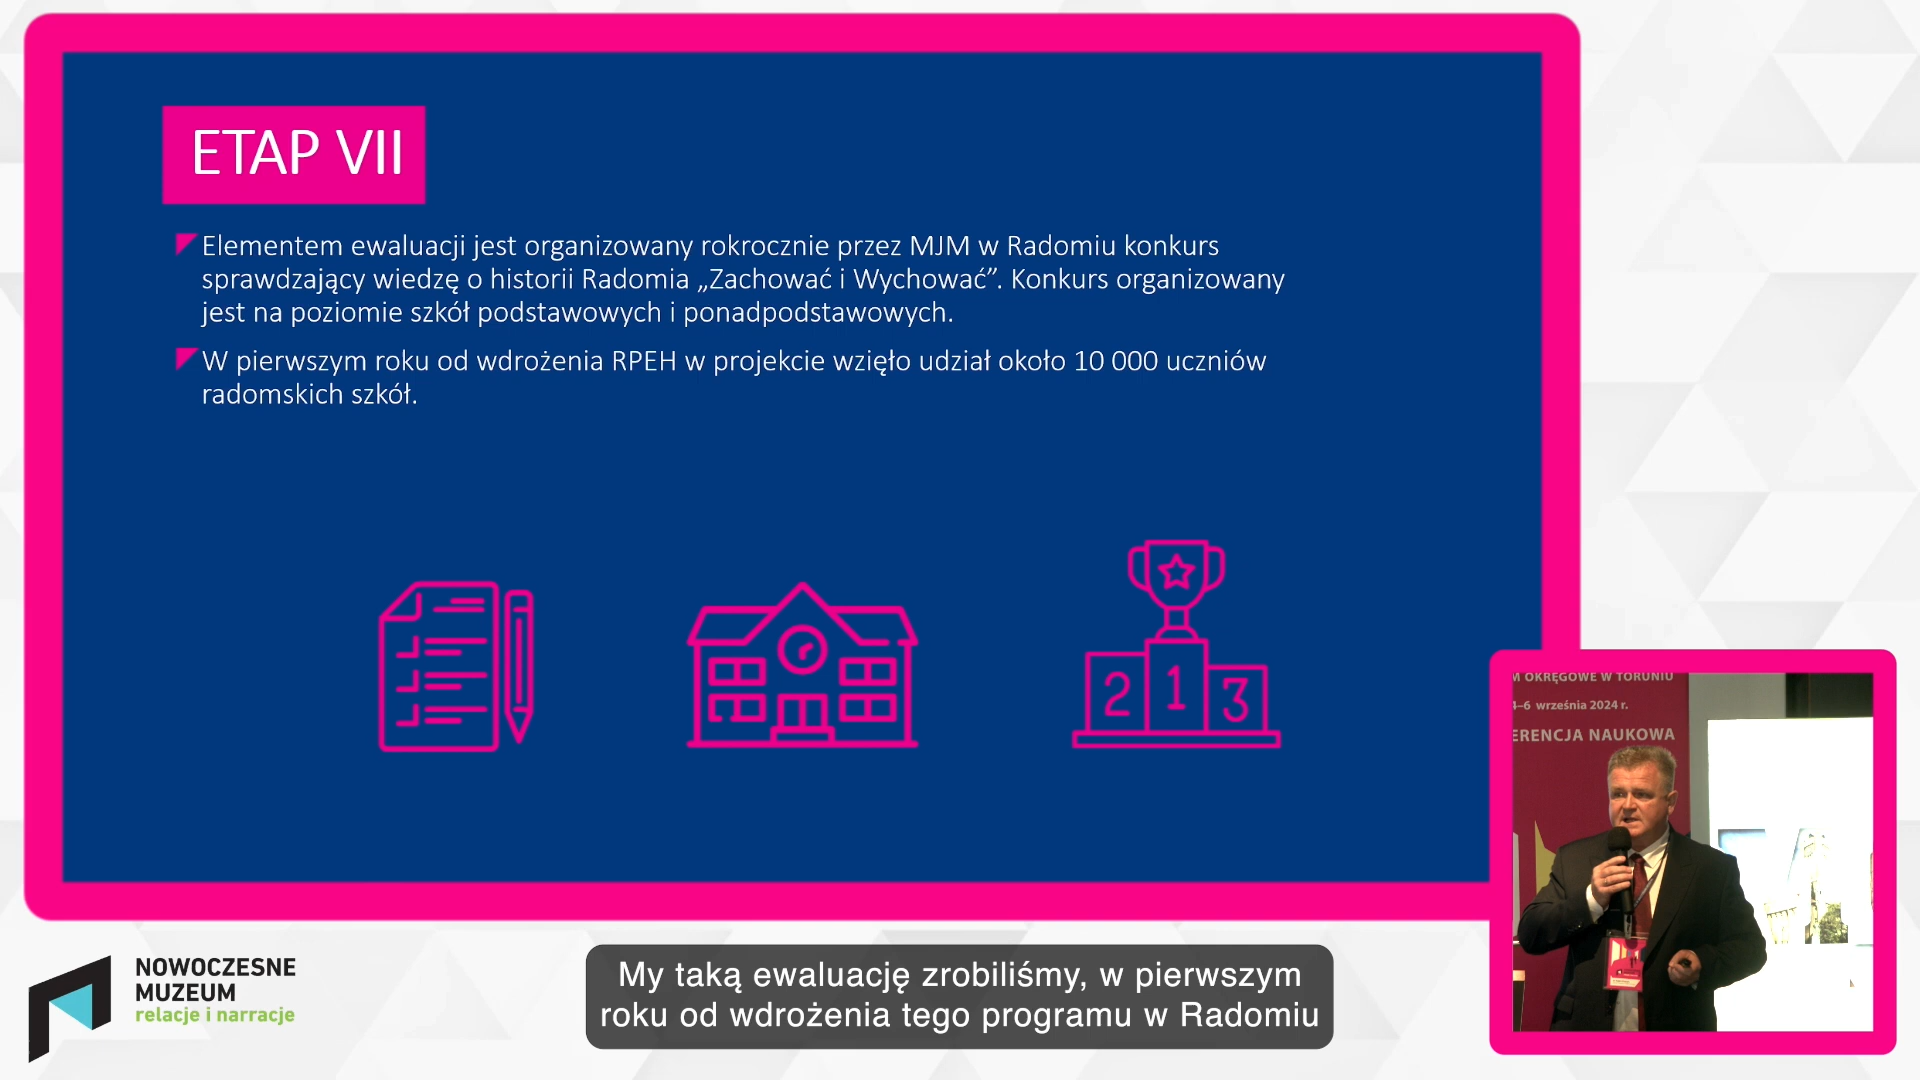 ETAP VII
Elementem ewaluacji jest organizowany rokrocznie przez MJM w Radomiu konkurs
sprawdzający wiedzę o historii Radomia „Zachować i Wychować”. Konkurs organizowany
jest na poziomie szkół podstawowych i ponadpodstawowych.
W pierwszym roku od wdrożenia RPEH w projekcie wzięło udział około 10 000 uczniów
radomskich szkół.
2 1 3
M OKRĘGOWE W TORUNIU
4–6 września 2024 r.
ERENCJA NAUKOWA
NOWOCZESNE
MUZEUM
relacje i narracje
My taką ewaluację zrobiliśmy, w pierwszym
roku od wdrożenia tego programu w Radomiu